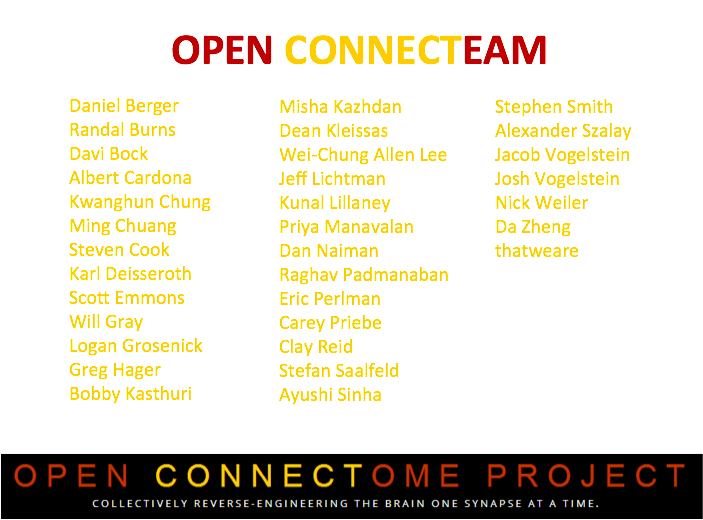 OPEN CONNECTEAM
Daniel Berger
Randal Burns
Davi Bock
Albert Cardona
Kwanghun Chung
Ming Chuang
Steven Cook
Karl Deisseroth
Scott Emmons
Will Gray
Logan Grosenick
Greg Hager
Bobby Kasthuri
Misha Kazhdan
Dean Kleissas
Wei-Chung Allen Lee
Jeff Lichtman
Kunal Lillaney
Priya Manavalan
Dan Naiman
Raghav Padmanaban
Eric Perlman
Carey Priebe
Clay Reid
Stefan Saalfeld
Ayushi Sinha
Stephen Smith
Alexander Szalay
Jacob Vogelstein
Josh Vogelstein
Nick Weiler
Da Zheng
thatweare
OPEN CONNECTOME PROJECT
COLLECTIVELY REVERSE-ENGINEERING THE BRAIN ONE SYNAPSE AT A TIME.